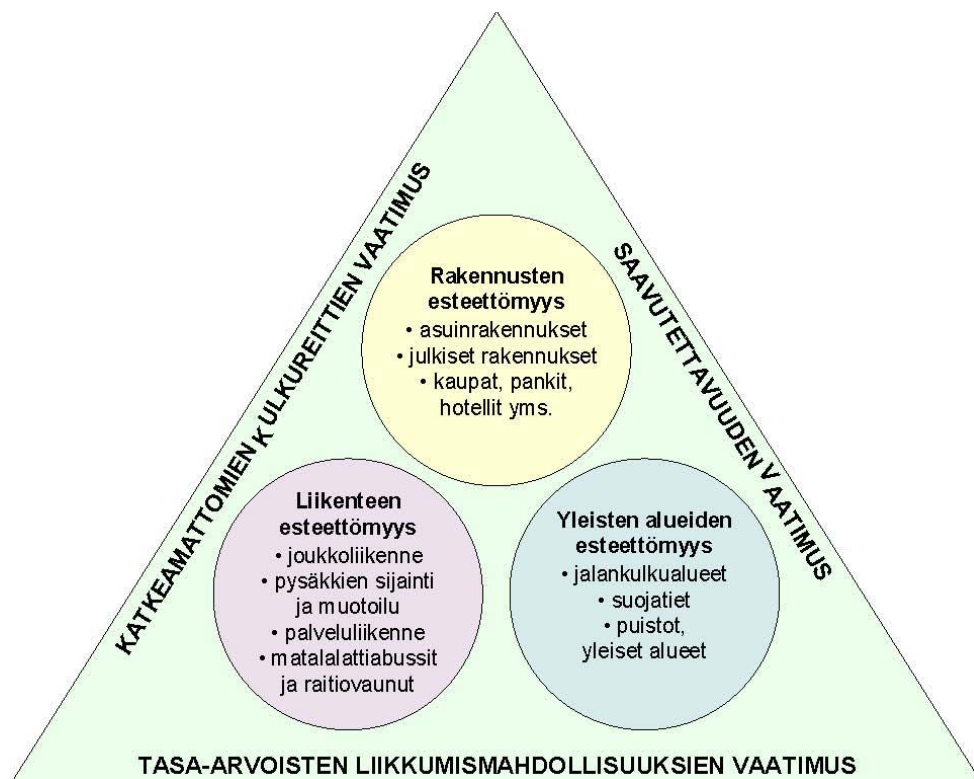 KATKEAMATTOMIEN KULKUREITTIEN VAATIMUS
SAAVUTETTAVUUDEN VAATIMUS
Rakennusten
esteettömyys
• asuinrakennukset
• julkiset rakennukset
• kaupat, pankit,
hotellit yms.
Liikenteen
esteettömyys
• joukkoliikenne
• pysäkkien sijainti
ja muotoilu
• palveluliikenne
• matalalattiabussit
ja raitiovaunut
Yleisten alueiden
esteettömyys
• jalankulkualueet
• suojatiet
• puistot,
yleiset alueet
TASA-ARVOISTEN LIIKKUMISMAHDOLLISUUKSIEN VAATIMUS